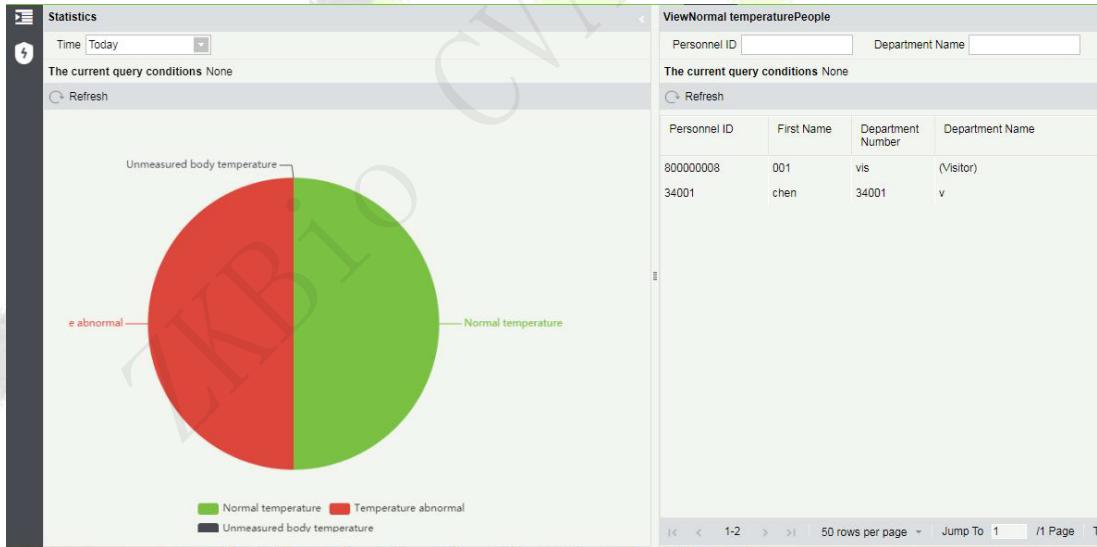 Statistics
Time Today
The current query conditions None
Refresh
Unmeasured body temperature
e abnormal
Normal temperature
Normal temperature Temperature abnormal
Unmeasured body temperature
ViewNormal temperaturePeople
Personnel ID Department Name
The current query conditions None
Refresh
Personnel ID First Name Department Number Department Name
800000008 001 vis (Visitor)
34001 chen 34001 v
1-2 50 rows per page Jump To 1 /1 Page T
ZKBio CV